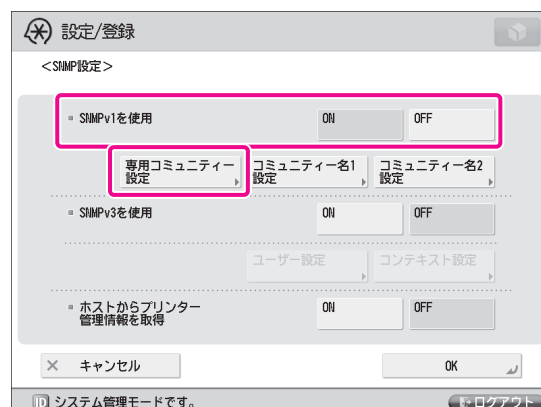 設定/登録
<SNMP設定>
SNMPv1を使用 ON OFF
専用コミュニティー設定 コミュニティー名1設定 コミュニティー名2設定
SNMPv3を使用 ON OFF
ユーザー設定 コンテキスト設定
ホストからプリンター ON OFF
管理情報を取得
キャンセル OK
システム管理モードです。 ログアウト